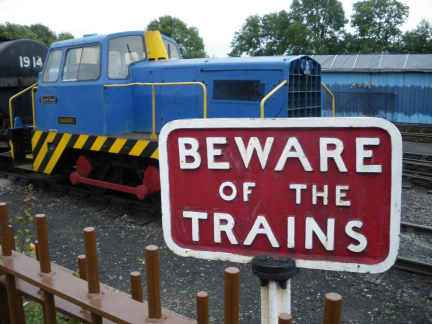 1914
BEWARE
OF THE
TRAINS